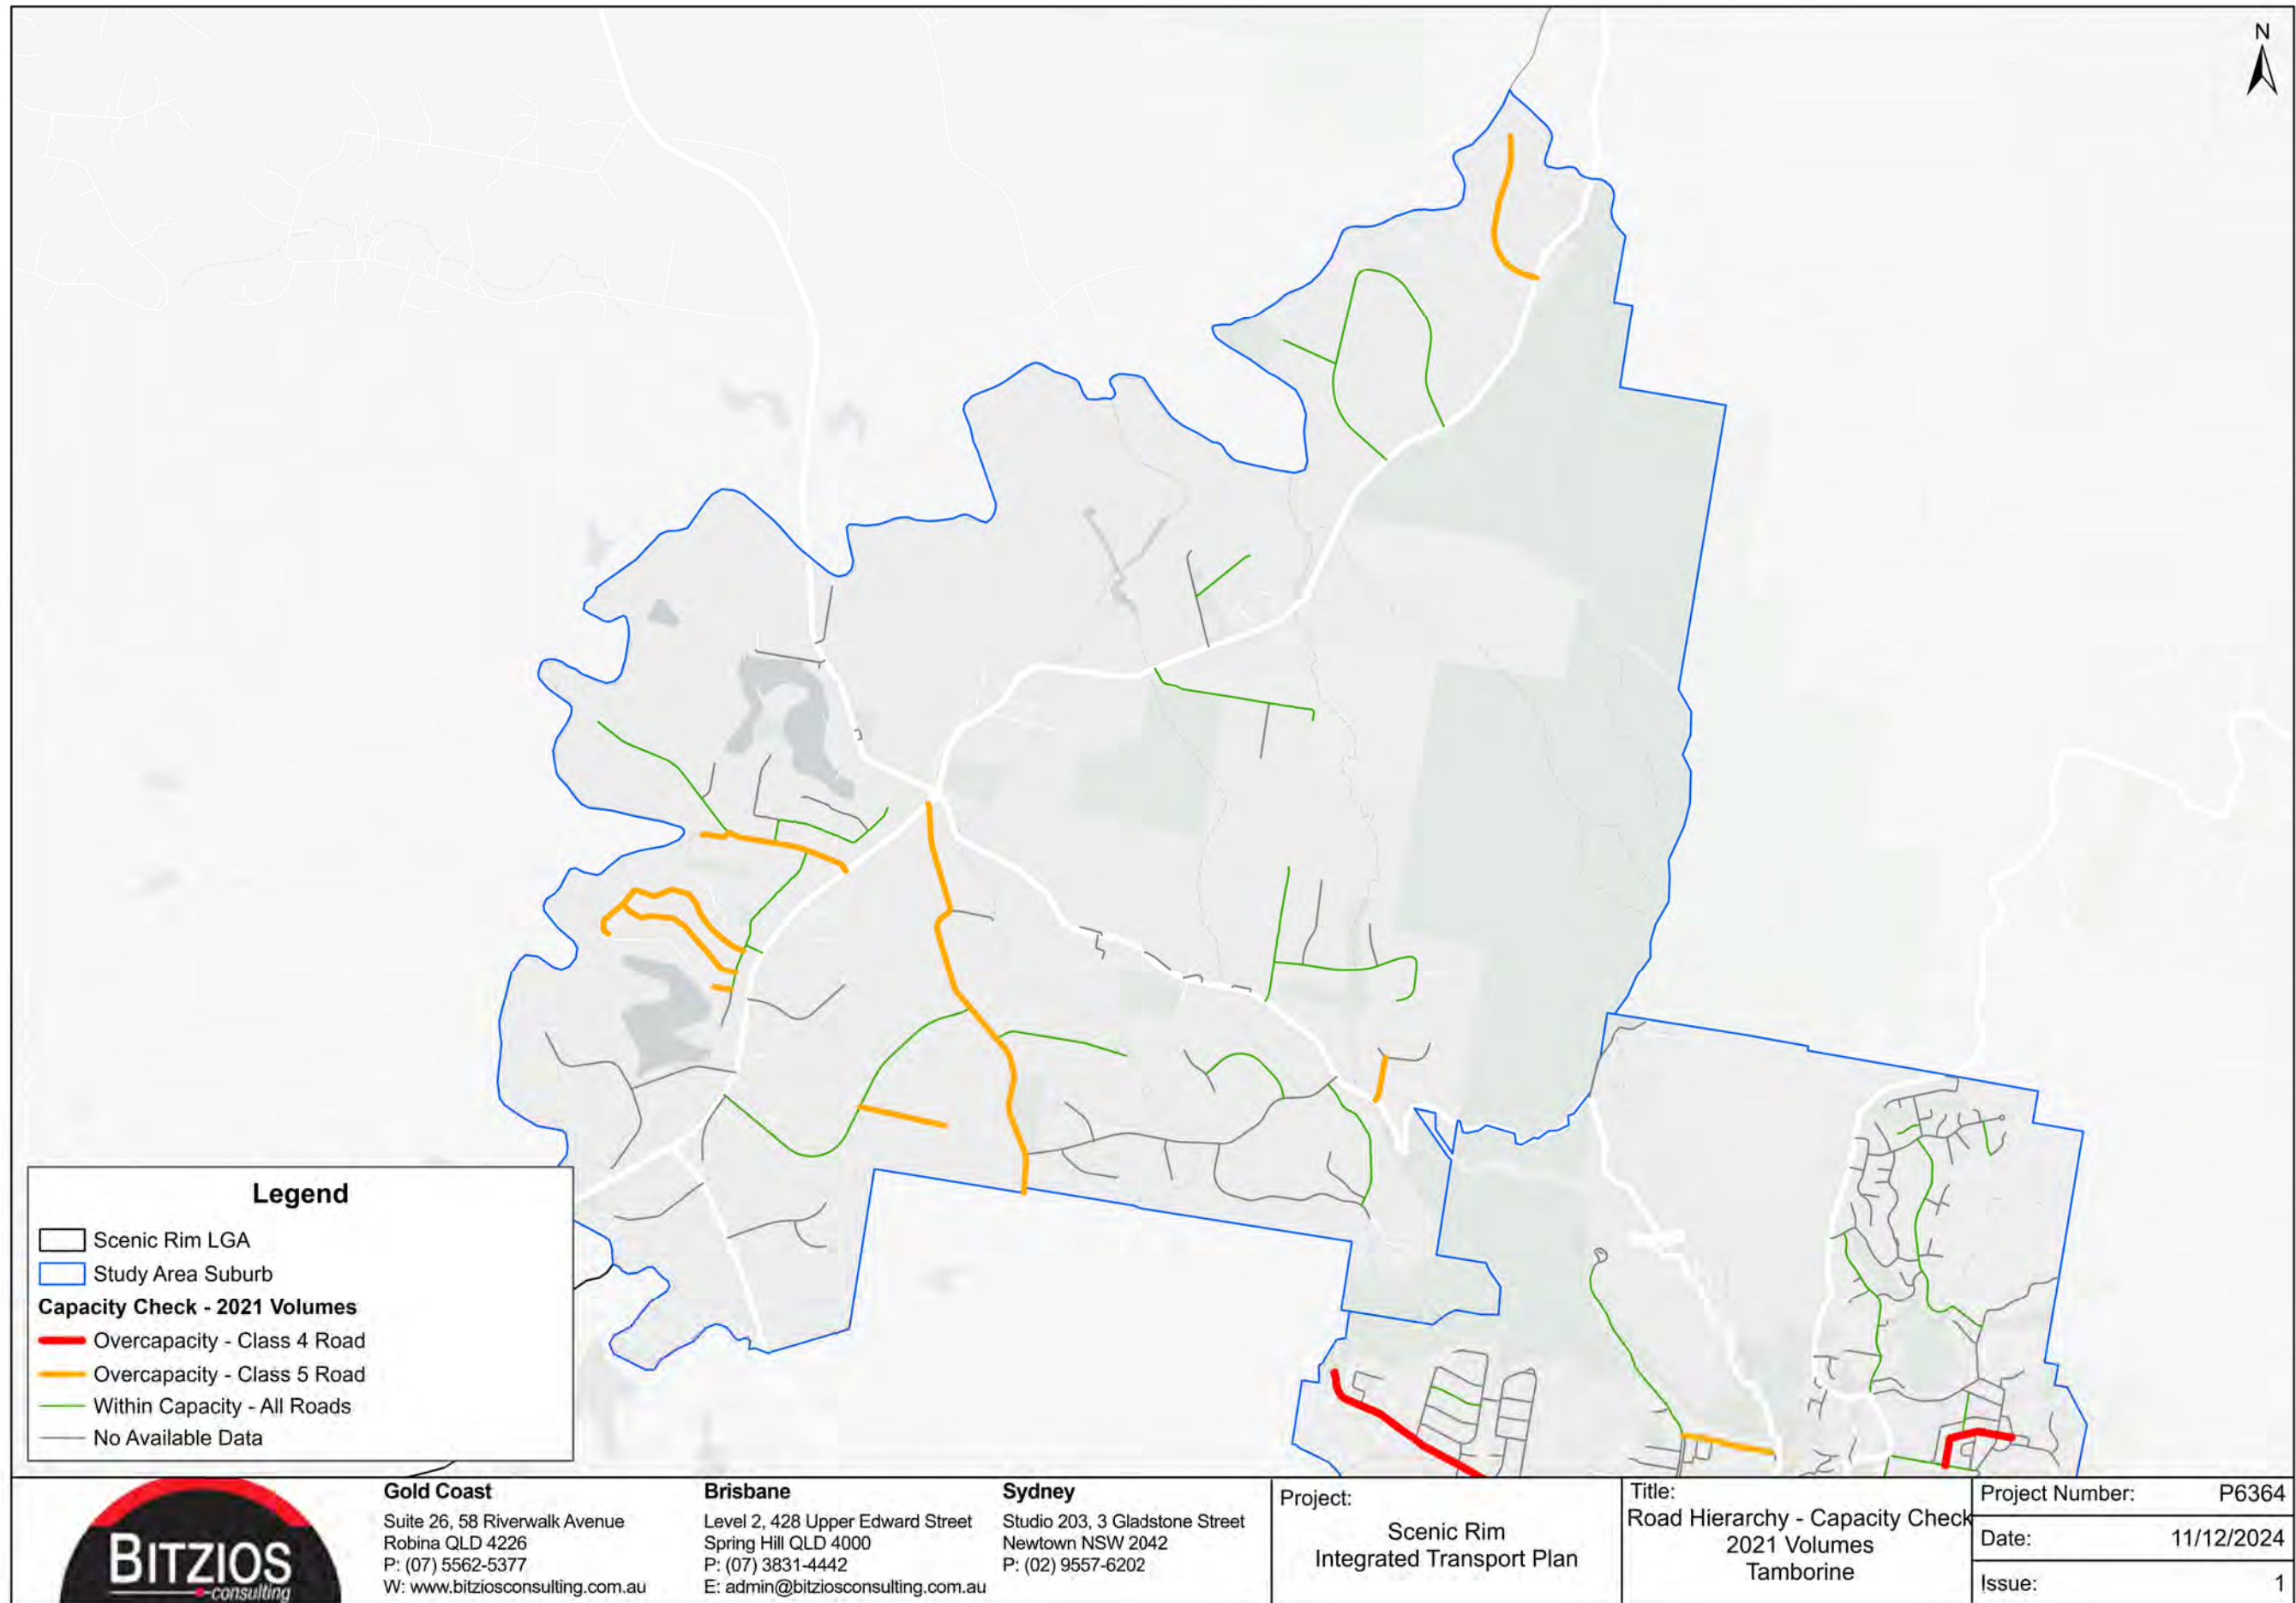 N
Legend
Scenic Rim LGA
Study Area Suburb
Capacity Check - 2021 Volumes
Overcapacity - Class 4 Road
Overcapacity - Class 5 Road
Within Capacity - All Roads
No Available Data
BITZIOS
consulting
Gold Coast
Suite 26, 58 Riverwalk Avenue
Robina QLD 4226
P: (07) 5562-5377
W: www.bitziosconsulting.com.au
Brisbane
Level 2, 428 Upper Edward Street
Spring Hill QLD 4000
P: (07) 3831-4442
E: admin@bitziosconsulting.com.au
Sydney
Studio 203, 3 Gladstone Street
Newtown NSW 2042
P: (02) 9557-6202
Project:
Scenic Rim
Integrated Transport Plan
Title:
Road Hierarchy - Capacity Check
2021 Volumes
Tamborine
Project Number: P6364
Date: 11/12/2024
Issue: 1